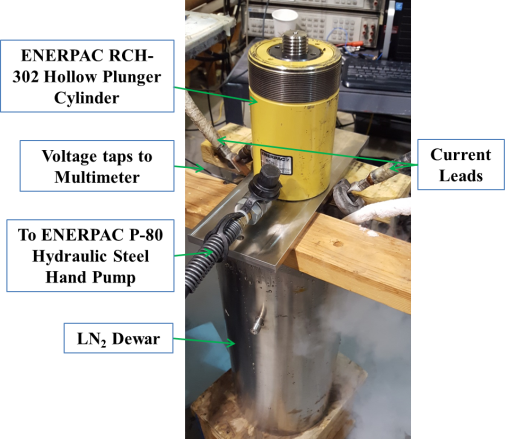 ENERPAC RCH-
302 Hollow Plunger
Cylinder
Voltage taps to
Multimeter
Current
Leads
To ENERPAC P-80
Hydraulic Steel
Hand Pump
LN₂ Dewar